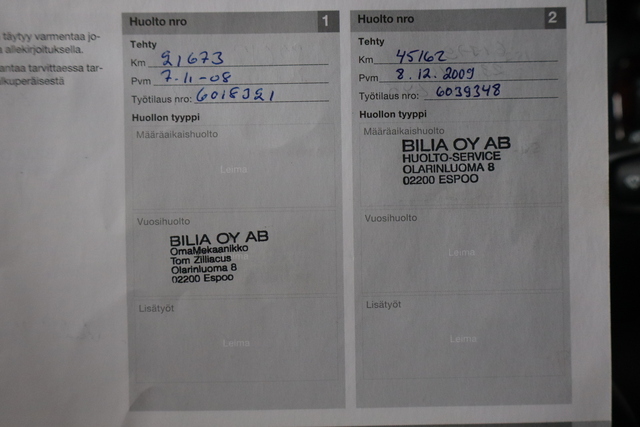 täytyy varmentaa jo-
allekirjoituksella.
antaa tarvittaessa tar-
Huolto nro 1
Tehty
Km 21673
Pvm 7-11-08
Työtilaus nro: 6018321
Huollon tyyppi
Määräaikaishuolto
Leima
Vuosihuolto
BILIA OY AB
OmaMekaanikko
Tom Zilliacus
Olarinluoma 8
02200 Espoo
Lisätyöt
Leima
Huolto nro 2
Tehty
Km 45162
Pvm 8.12.2009
Työtilaus nro: 6039348
Huollon tyyppi
Määräaikaishuolto
BILIA OY AB
HUOLTO-SERVICE
OLARINLUOMA 8
02200 ESPOO
Vuosihuolto
Leima
Lisätyöt
Leima